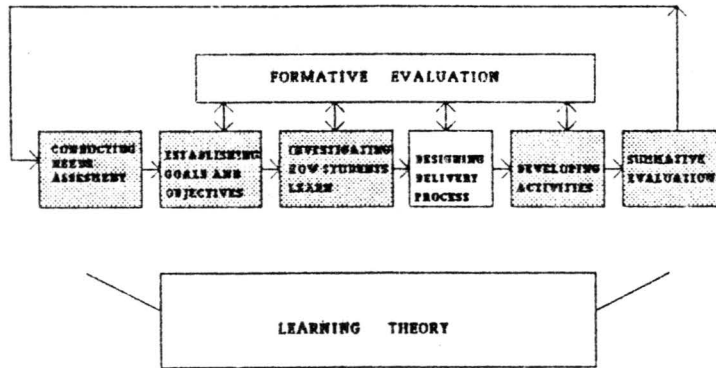 FORMATIVE EVALUATION
CONDUCTING
NEEDS
ASSESMENT
ESTABLISHING
GOALS AND
OBJECTIVES
INVESTIGATING
HOW STUDENTS
LEARN
DESIGNING
DELIVERY
PROCESS
DEVELOPING
ACTIVITIES
SUMMATIVE
EVALUATION
LEARNING THEORY